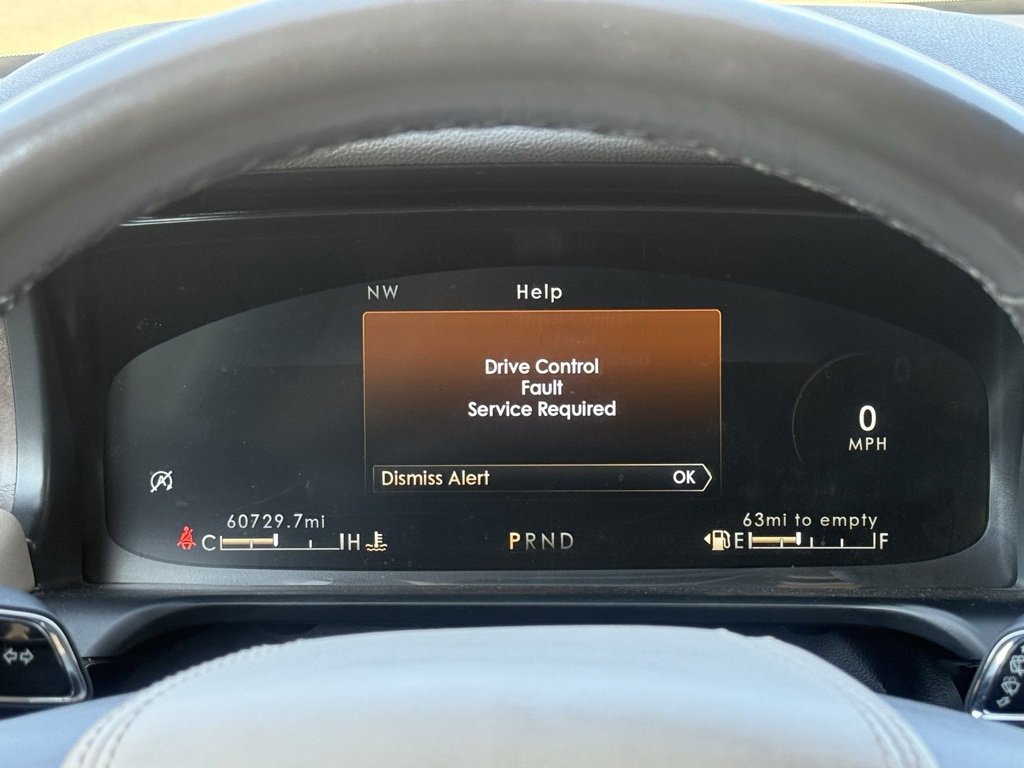 NW
Help
Drive Control
Fault
Service Required
0
MPH
Dismiss Alert
OK
60729.7mi
63mi to empty
C H
PRND
E F